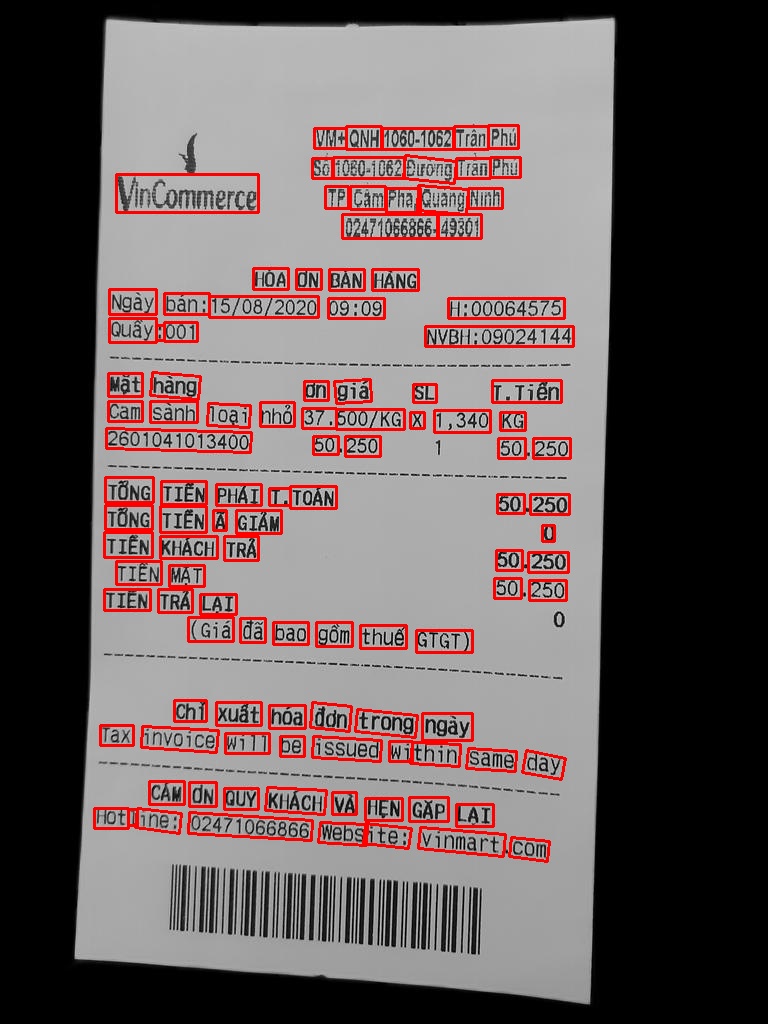 VM+ QNH 1060-1062 Trần Phú
Số 1060-1062 Đường Trần Phú
VinCommerce
TP Cẩm Phả, Quảng Ninh
02471066866-49301
HÓA ƠN BÁN HÀNG
Ngày bán:15/08/2020 09:09 H:00064575
Quầy:001 NVBH:09024144
Mặt hàng ơn giá SL T.Tiền
Cam sành loại nhỏ 37.500/KG X 1,340 KG
2601041013400 50.250 1 50.250
TỔNG TIỀN PHẢI T.TOÁN 50.250
TỔNG TIỀN Ã GIẢM 0
TIỀN KHÁCH TRẢ 50.250
TIỀN MẶT 50.250
TIỀN TRẢ LẠI 0
(Giá đã bao gồm thuế GTGT)
Chỉ xuất hóa đơn trong ngày
Tax invoice will be issued within same day
CẢM ƠN QUÝ KHÁCH VÀ HẸN GẶP LẠI
Hotline: 02471066866 Website: vinmart.com